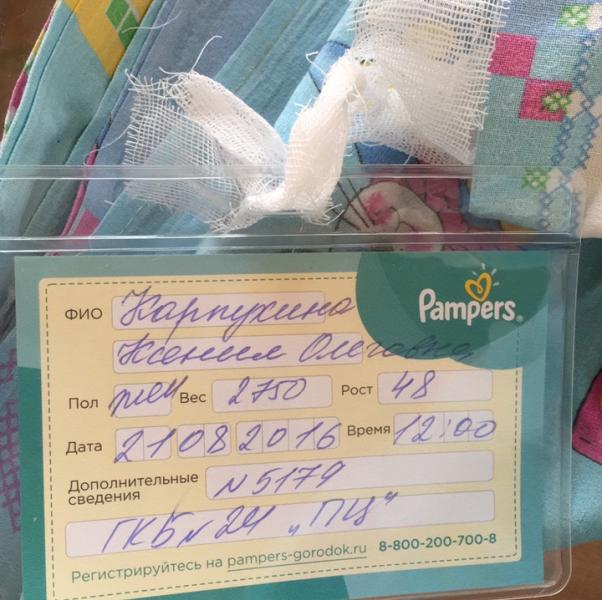 Pampers
ФИО Карпухина
Ксения Олеговна
Пол жен Вес 2750 Рост 48
Дата 21 08 2016 Время 12:00
Дополнительные сведения N 5179
ГКБ N 24 „ПЦ"
Регистрируйтесь на pampers-gorodok.ru 8-800-200-700-8